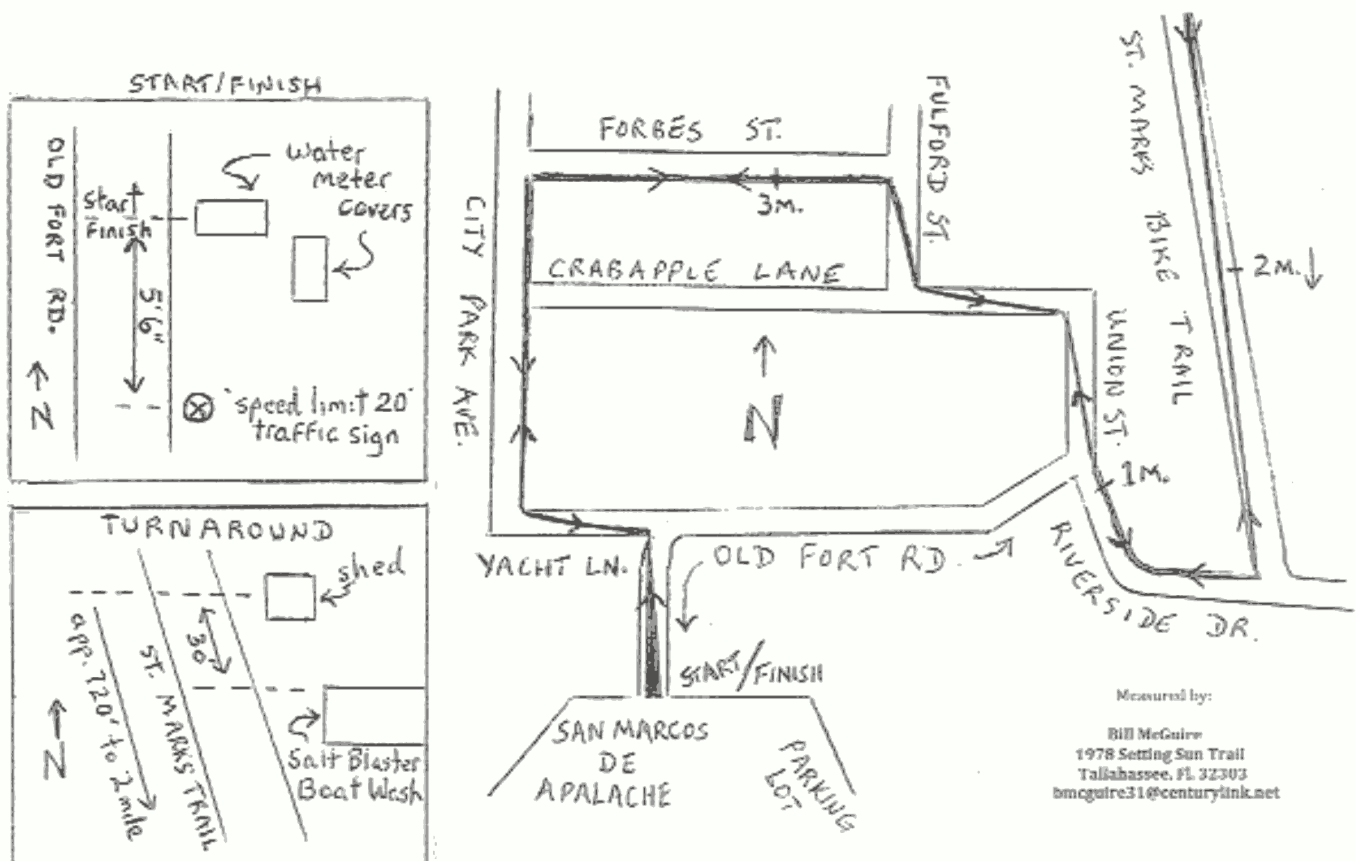 START/FINISH
OLD FORT RD.
← N
Start
Finish
5'6"
water
meter
covers
"speed limit 20"
traffic sign
TURNAROUND
shed
30'
ST. MARKS TRAIL
app. 720' to 2 mile
← N
Salt Blaster
Boat Wash
FORBES ST.
FULFORD ST.
3M.
CITY PARK AVE.
CRABAPPLE LANE
↑
N
UNION ST.
ST. MARKS BIKE TRAIL
2M. ↓
1M.
YACHT LN.
OLD FORT RD.
RIVERSIDE DR.
START/FINISH
SAN MARCOS
DE
APALACHE
PARKING
LOT
Measured by:
Bill McGuire
1978 Setting Sun Trail
Tallahassee, FL 32303
bmcguire31@centurylink.net